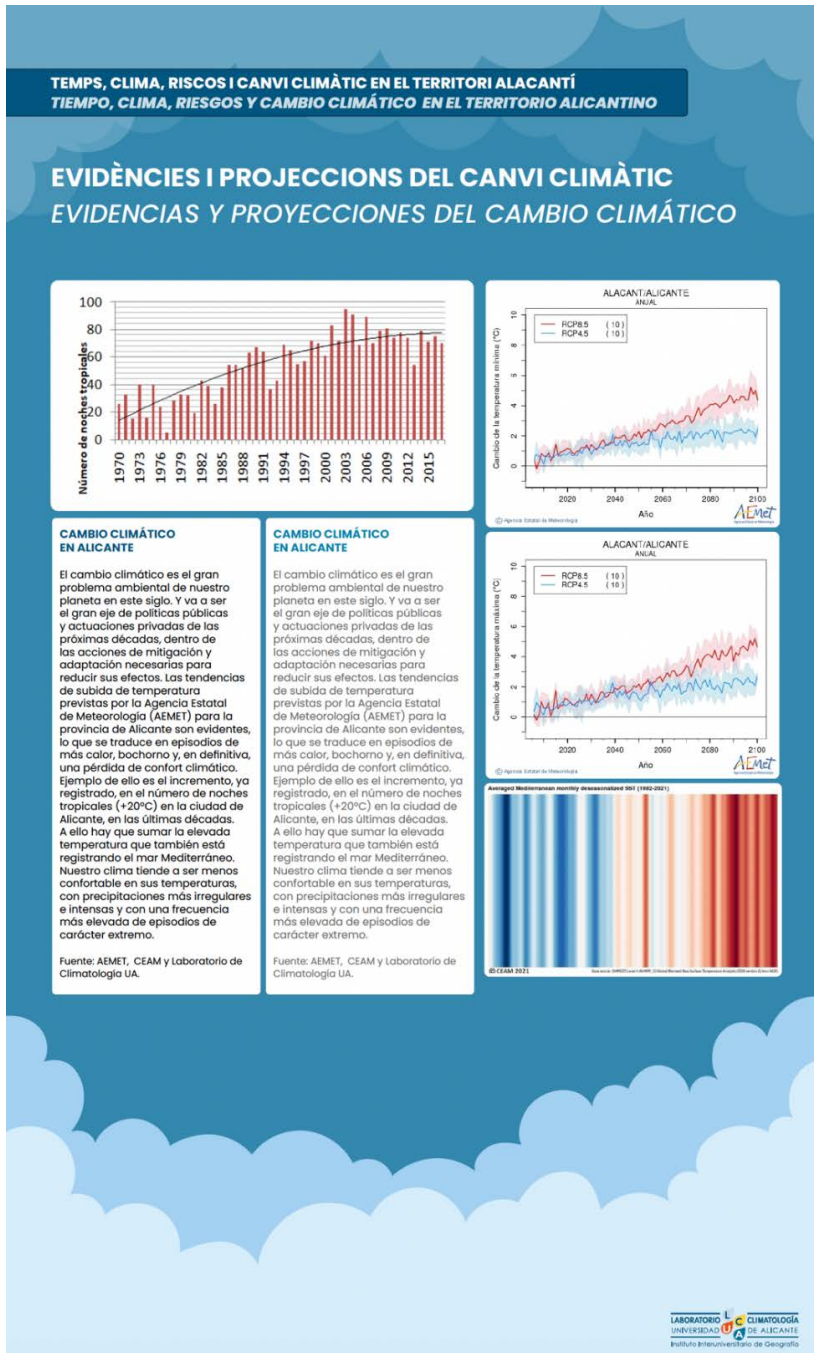 TEMPS, CLIMA, RISCOS I CANVI CLIMÀTIC EN EL TERRITORI ALACANTÍ
TIEMPO, CLIMA, RIESGOS Y CAMBIO CLIMÁTICO EN EL TERRITORIO ALICANTINO
EVIDÈNCIES I PROJECCIONS DEL CANVI CLIMÀTIC
EVIDENCIAS Y PROYECCIONES DEL CAMBIO CLIMÁTICO
Número de noches tropicales
100
80
60
40
20
0
1970 1973 1976 1979 1982 1985 1988 1991 1994 1997 2000 2003 2006 2009 2012 2015
ALACANT/ALICANTE
ANUAL
Cambio de la temperatura mínima (ºC)
10
8
6
4
2
0
RCP8.5 ( 10 )
RCP4.5 ( 10 )
2020 2040 2060 2080 2100
Año
© Agencia Estatal de Meteorología
AEMet
CAMBIO CLIMÁTICO
EN ALICANTE
El cambio climático es el gran
problema ambiental de nuestro
planeta en este siglo. Y va a ser
el gran eje de políticas públicas
y actuaciones privadas de las
próximas décadas, dentro de
las acciones de mitigación y
adaptación necesarias para
reducir sus efectos. Las tendencias
de subida de temperatura
previstas por la Agencia Estatal
de Meteorología (AEMET) para la
provincia de Alicante son evidentes,
lo que se traduce en episodios de
más calor, bochorno y, en definitiva,
una pérdida de confort climático.
Ejemplo de ello es el incremento, ya
registrado, en el número de noches
tropicales (+20ºC) en la ciudad de
Alicante, en las últimas décadas.
A ello hay que sumar la elevada
temperatura que también está
registrando el mar Mediterráneo.
Nuestro clima tiende a ser menos
confortable en sus temperaturas,
con precipitaciones más irregulares
e intensas y con una frecuencia
más elevada de episodios de
carácter extremo.
Fuente: AEMET, CEAM y Laboratorio de
Climatología UA.
CAMBIO CLIMÁTICO
EN ALICANTE
El cambio climático es el gran
problema ambiental de nuestro
planeta en este siglo. Y va a ser
el gran eje de políticas públicas
y actuaciones privadas de las
próximas décadas, dentro de
las acciones de mitigación y
adaptación necesarias para
reducir sus efectos. Las tendencias
de subida de temperatura
previstas por la Agencia Estatal
de Meteorología (AEMET) para la
provincia de Alicante son evidentes,
lo que se traduce en episodios de
más calor, bochorno y, en definitiva,
una pérdida de confort climático.
Ejemplo de ello es el incremento, ya
registrado, en el número de noches
tropicales (+20ºC) en la ciudad de
Alicante, en las últimas décadas.
A ello hay que sumar la elevada
temperatura que también está
registrando el mar Mediterráneo.
Nuestro clima tiende a ser menos
confortable en sus temperaturas,
con precipitaciones más irregulares
e intensas y con una frecuencia
más elevada de episodios de
carácter extremo.
Fuente: AEMET, CEAM y Laboratorio de
Climatología UA.
ALACANT/ALICANTE
ANUAL
Cambio de la temperatura máxima (ºC)
10
8
6
4
2
0
RCP8.5 ( 10 )
RCP4.5 ( 10 )
2020 2040 2060 2080 2100
Año
© Agencia Estatal de Meteorología
AEMet
Averaged Mediterranean monthly deseasonalized SST (1982-2021)
© CEAM 2021
LABORATORIO CLIMATOLOGÍA
UNIVERSIDAD DE ALICANTE
LUCA
Instituto Interuniversitario de Geografía